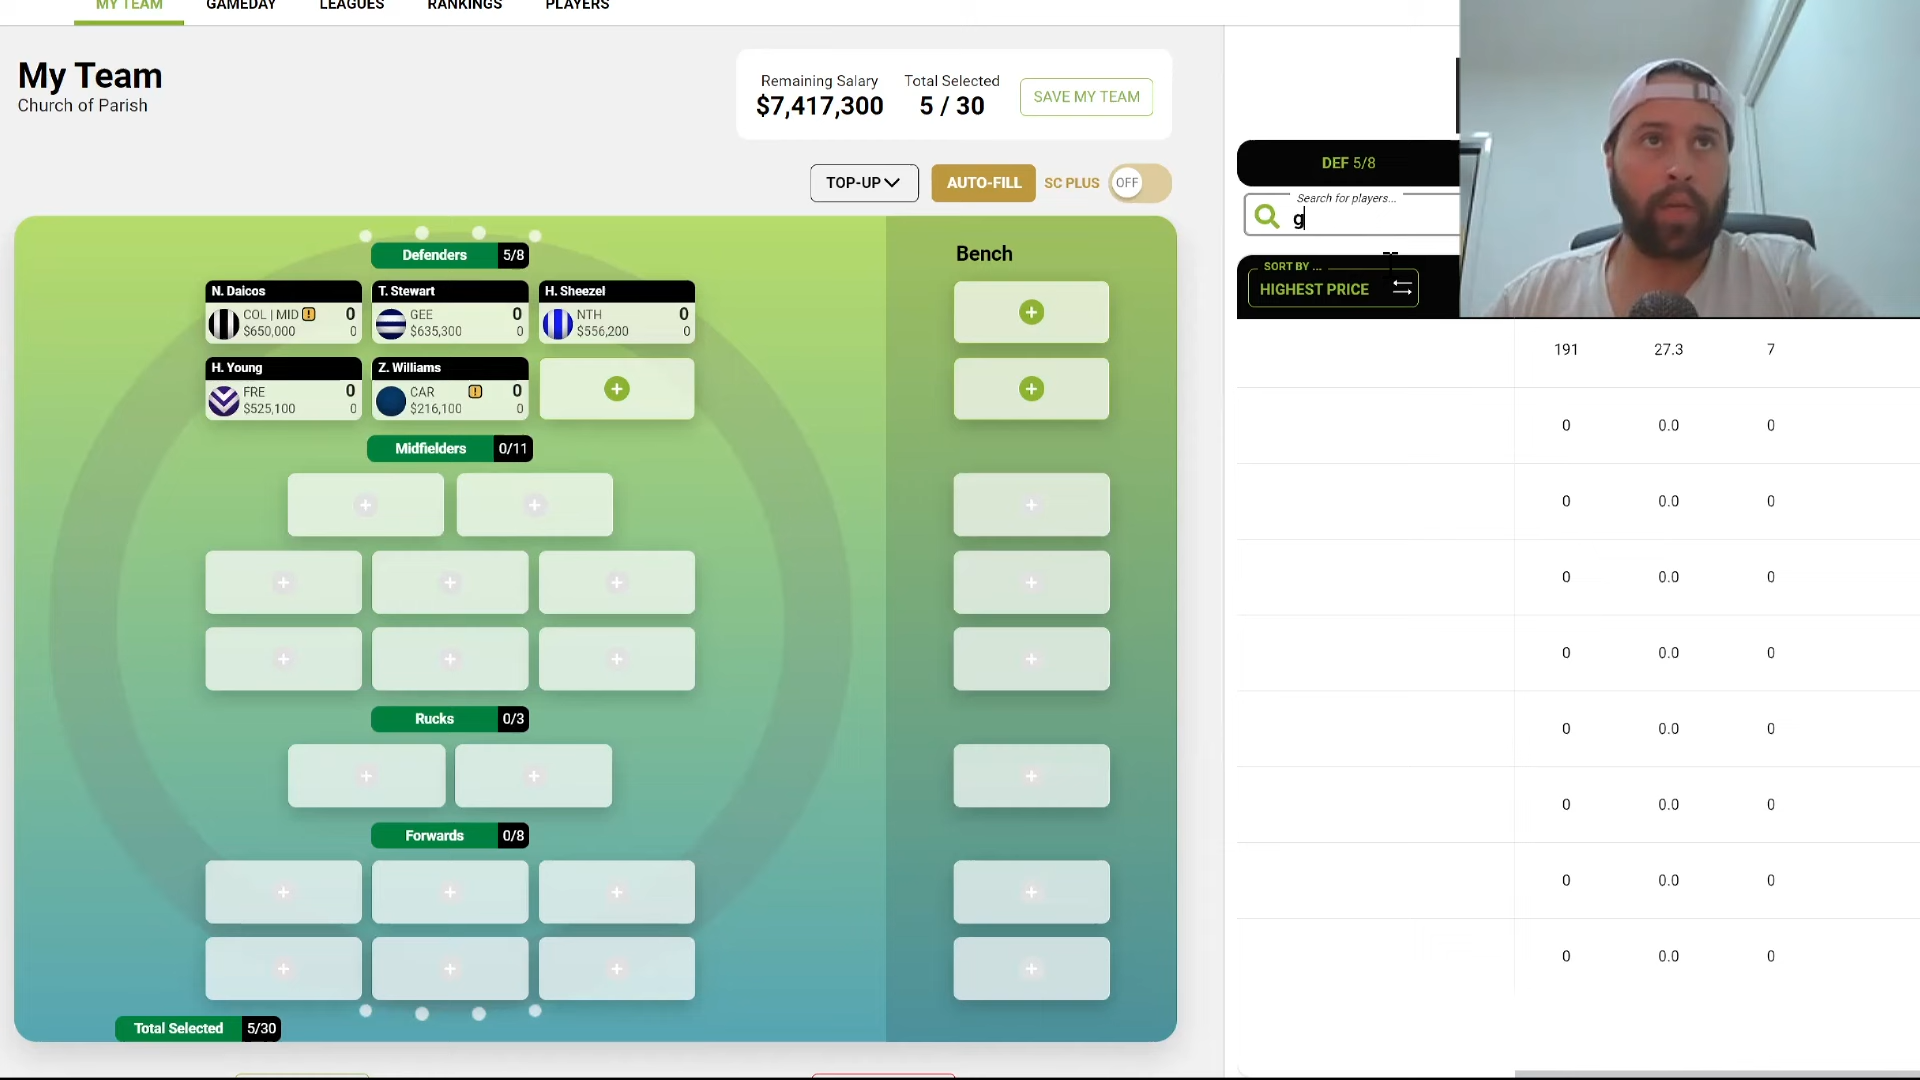 MY TEAM GAMEDAY LEAGUES RANKINGS PLAYERS
My Team
Church of Parish
Remaining Salary Total Selected
$7,417,300 5 / 30 SAVE MY TEAM
TOP-UP AUTO-FILL SC PLUS OFF
Defenders 5/8
Bench
N. Daicos T. Stewart H. Sheezel
COL | MID ! 0 GEE 0 NTH 0
$650,000 0 $635,300 0 $556,200 0
H. Young Z. Williams
FRE 0 CAR ! 0
$525,100 0 $216,100 0
Midfielders 0/11
Rucks 0/3
Forwards 0/8
Total Selected 5/30
DEF 5/8
Search for players...
g
SORT BY ...
HIGHEST PRICE
191 27.3 7
0 0.0 0
0 0.0 0
0 0.0 0
0 0.0 0
0 0.0 0
0 0.0 0
0 0.0 0
0 0.0 0